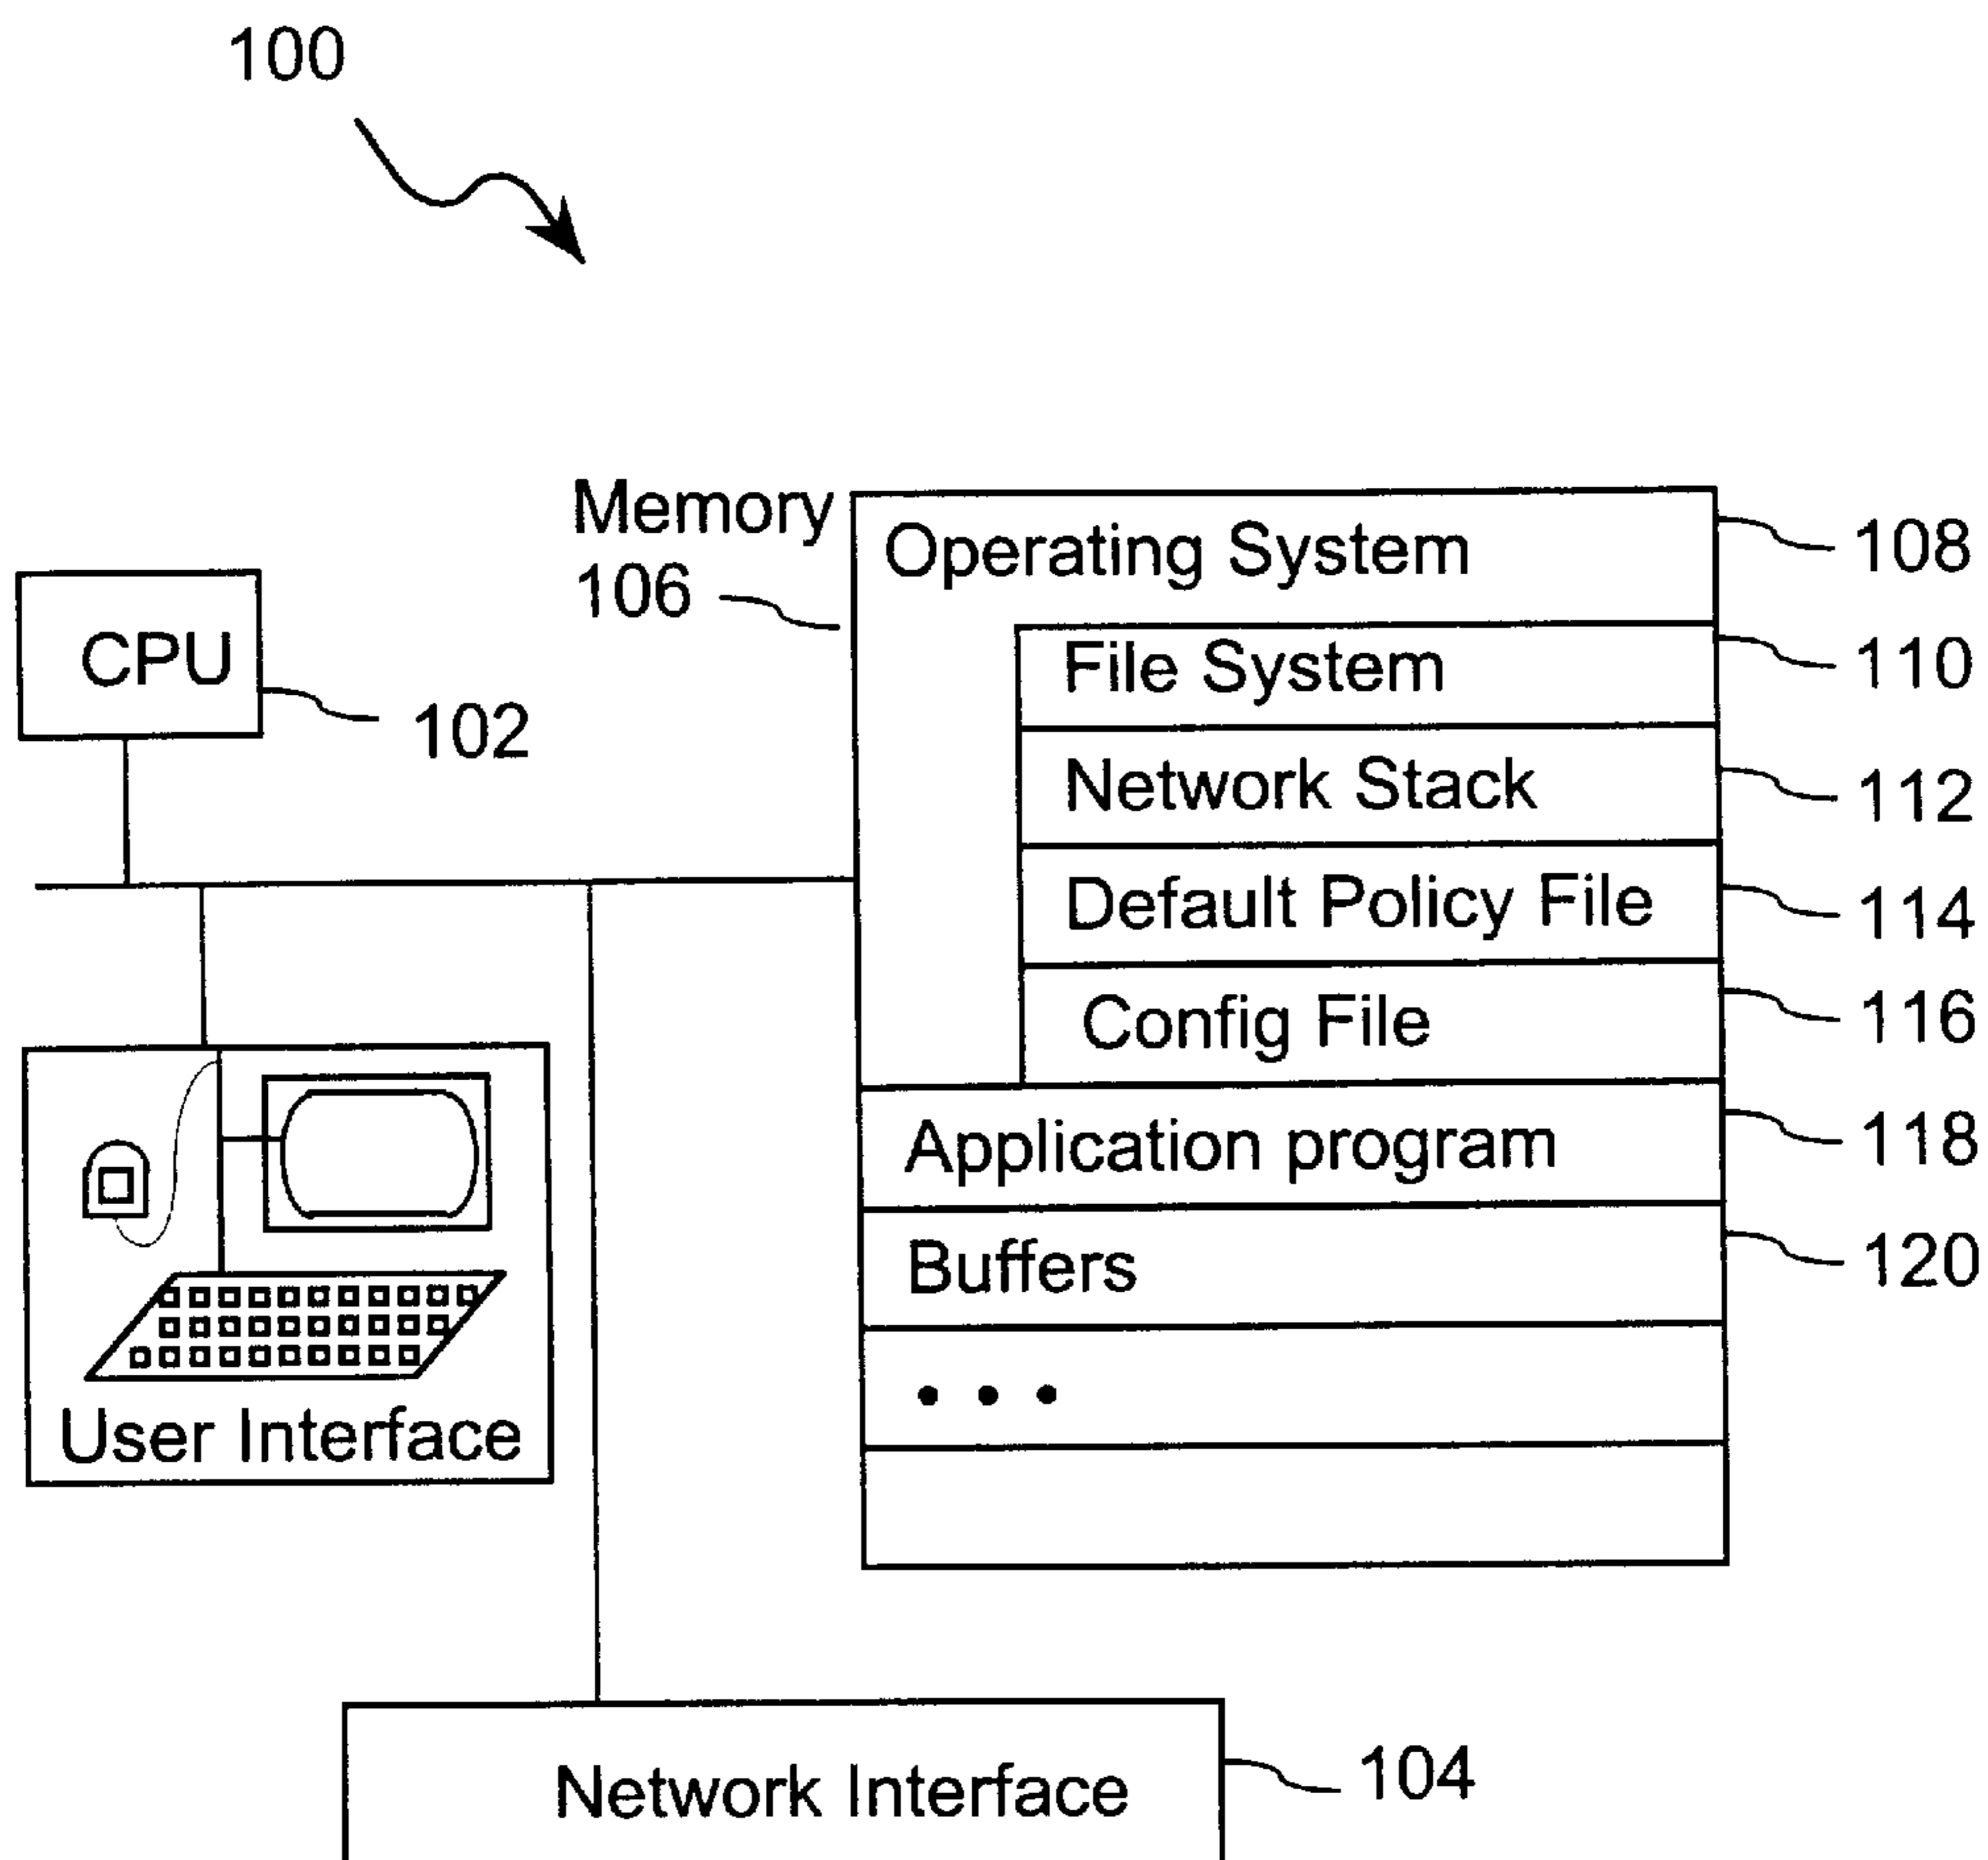 100
Memory
106
Operating System
108
File System
110
CPU
102
Network Stack
112
Default Policy File
114
Config File
116
Application program
118
Buffers
120
• • •
User Interface
Network Interface
104